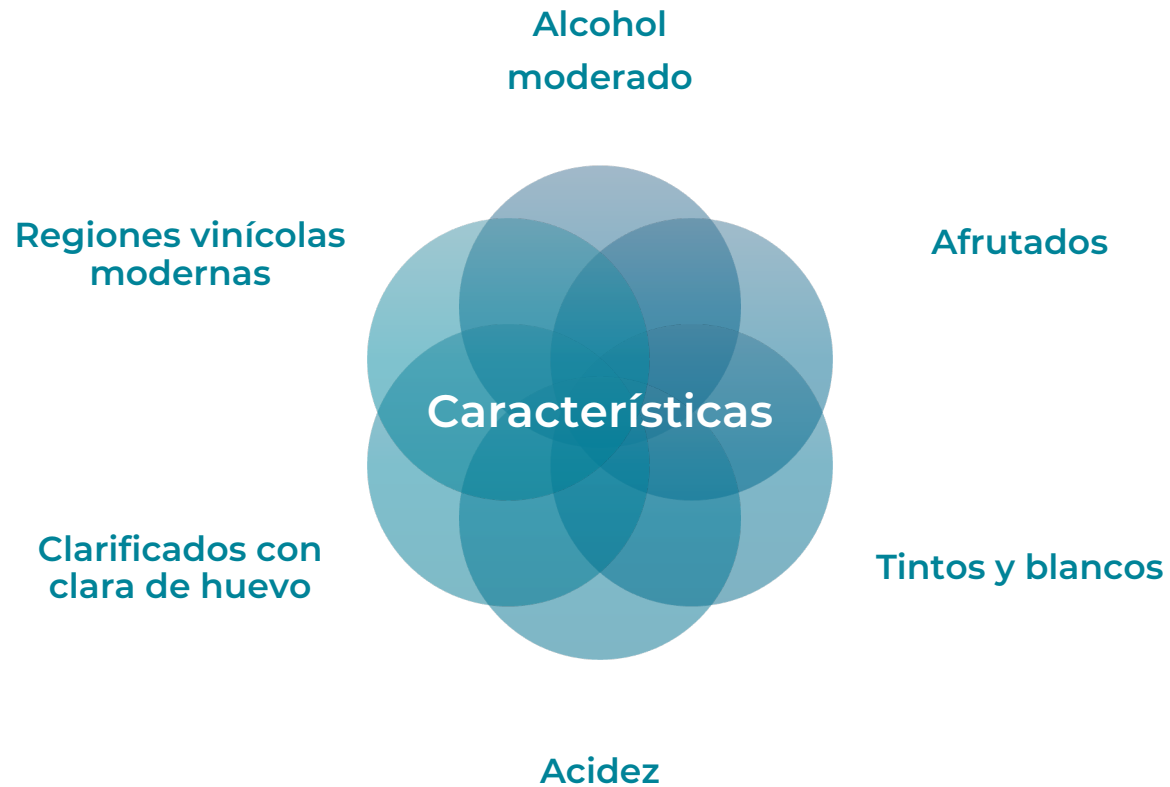 Alcohol
moderado
Regiones vinícolas
modernas
Afrutados
Características
Clarificados con
clara de huevo
Tintos y blancos
Acidez